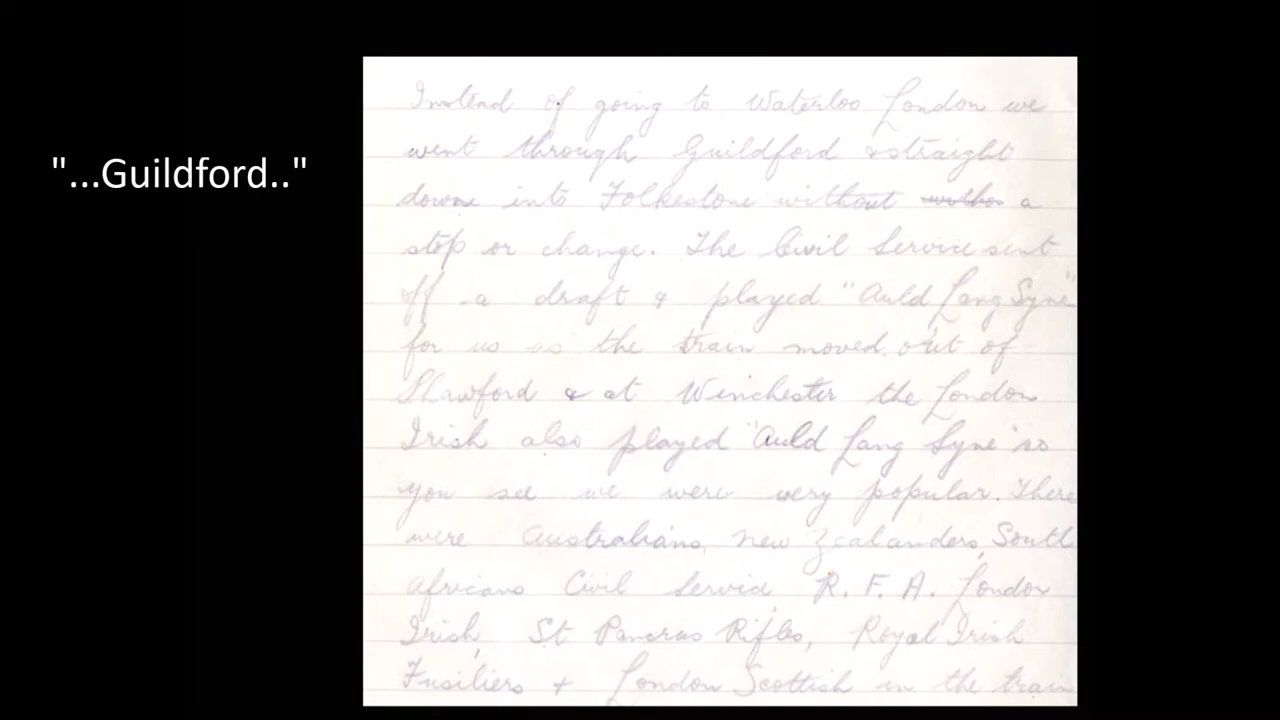 "...Guildford.."
Instead of going to Waterloo London we
went through Guildford & straight
down into Folkestone without a
stop or change. The Civil Service sent
off a draft & played "Auld Lang Syne"
for us as the train moved out of
Shawford & at Winchester the London
Irish also played "Auld Lang Syne" so
you see we were very popular. There
were Australians, New Zealanders, South
Africans Civil Service R. F. A. London
Irish, St Pancras Rifles, Royal Irish
Fusiliers & London Scottish in the train